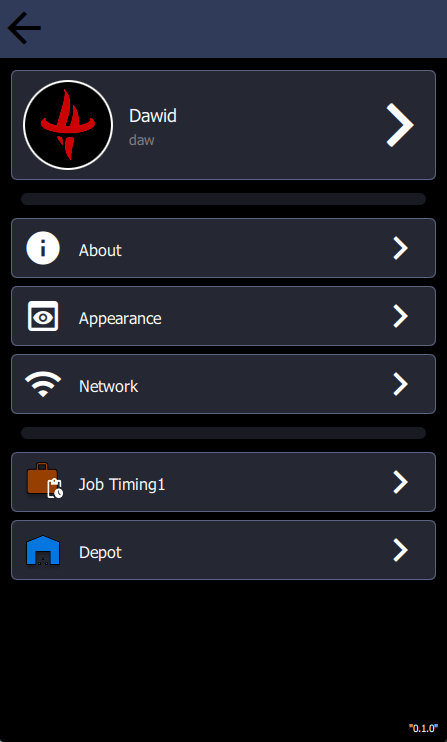 Dawid
daw
About
Appearance
Network
Job Timing1
Depot
"0.1.0"